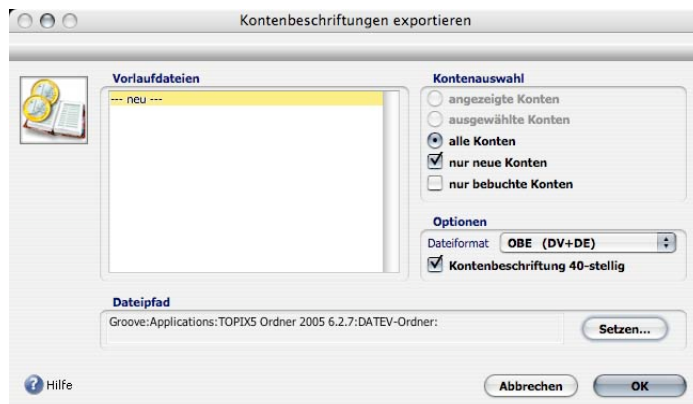 Kontenbeschriftungen exportieren
Vorlaufdateien
--- neu ---
Kontenauswahl
angezeigte Konten
ausgewählte Konten
alle Konten
nur neue Konten
nur bebuchte Konten
Optionen
Dateiformat OBE (DV+DE)
Kontenbeschriftung 40-stellig
Dateipfad
Groove:Applications:TOPIX5 Ordner 2005 6.2.7:DATEV-Ordner:
Setzen...
? Hilfe
Abbrechen
OK